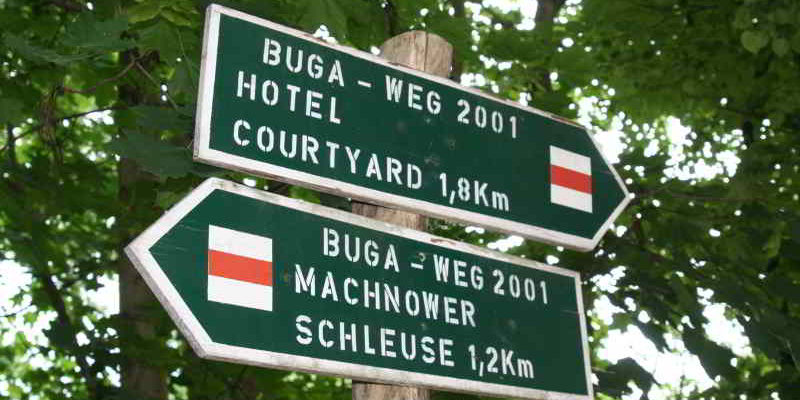 BUGA - WEG 2001
HOTEL
COURTYARD 1,8Km
BUGA - WEG 2001
MACHNOWER
SCHLEUSE 1,2Km